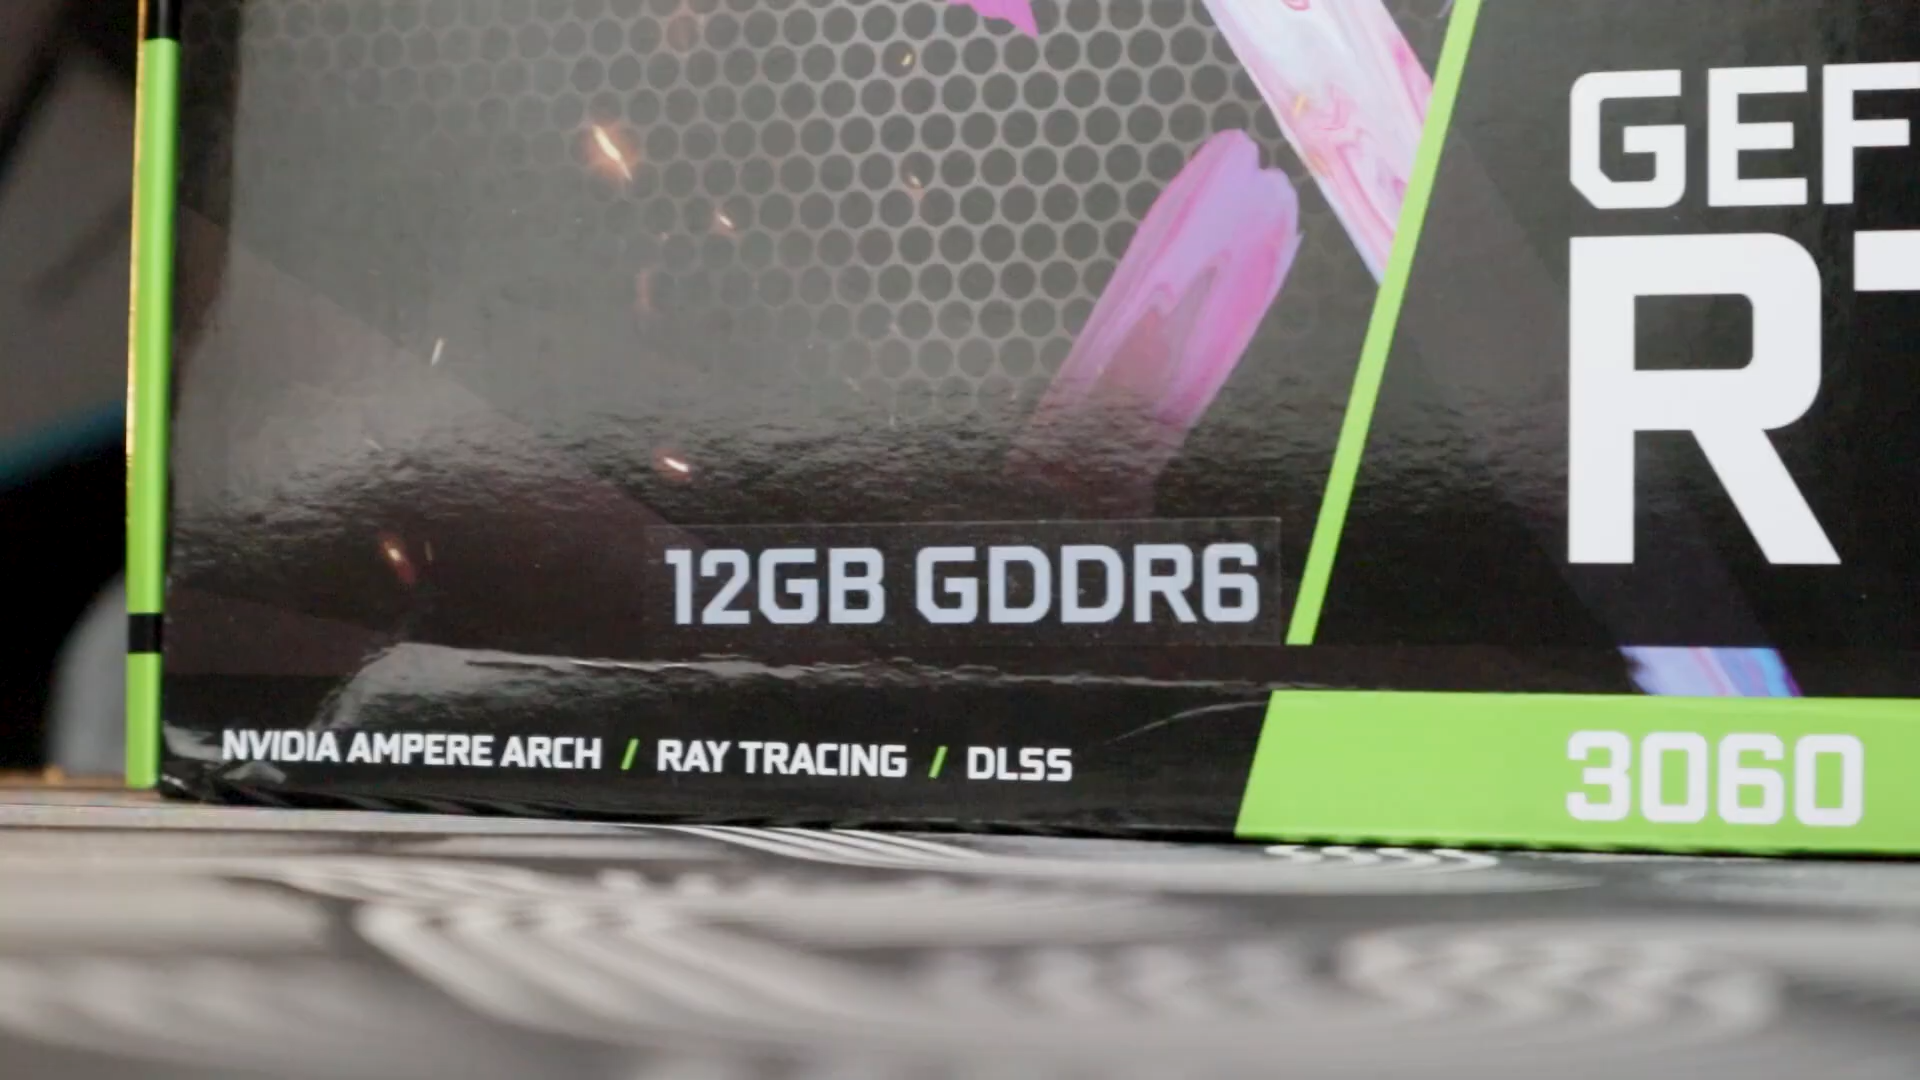 GEF
R
12GB GDDR6
NVIDIA AMPERE ARCH / RAY TRACING / DLSS
3060